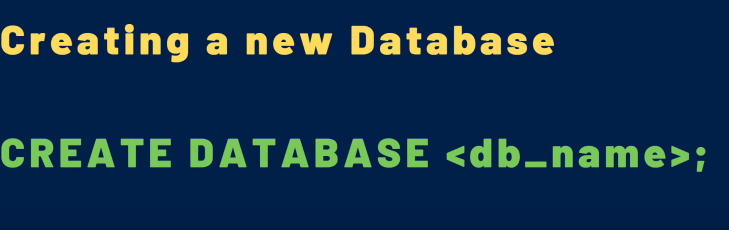 Creating a new Database
CREATE DATABASE <db_name>;